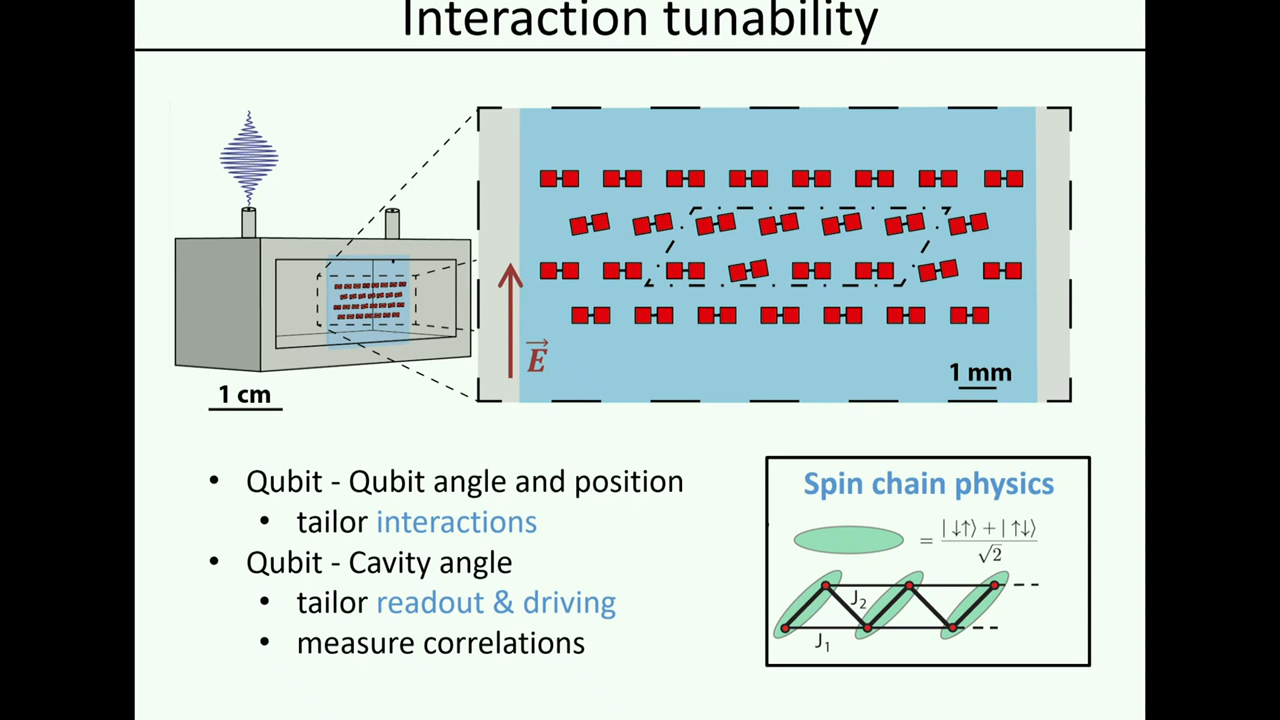 Interaction tunability
1 cm
E
1 mm
• Qubit - Qubit angle and position
• tailor interactions
• Qubit - Cavity angle
• tailor readout & driving
• measure correlations
Spin chain physics
= |↓↑⟩ + |↑↓⟩ / √2
J₂
J₁